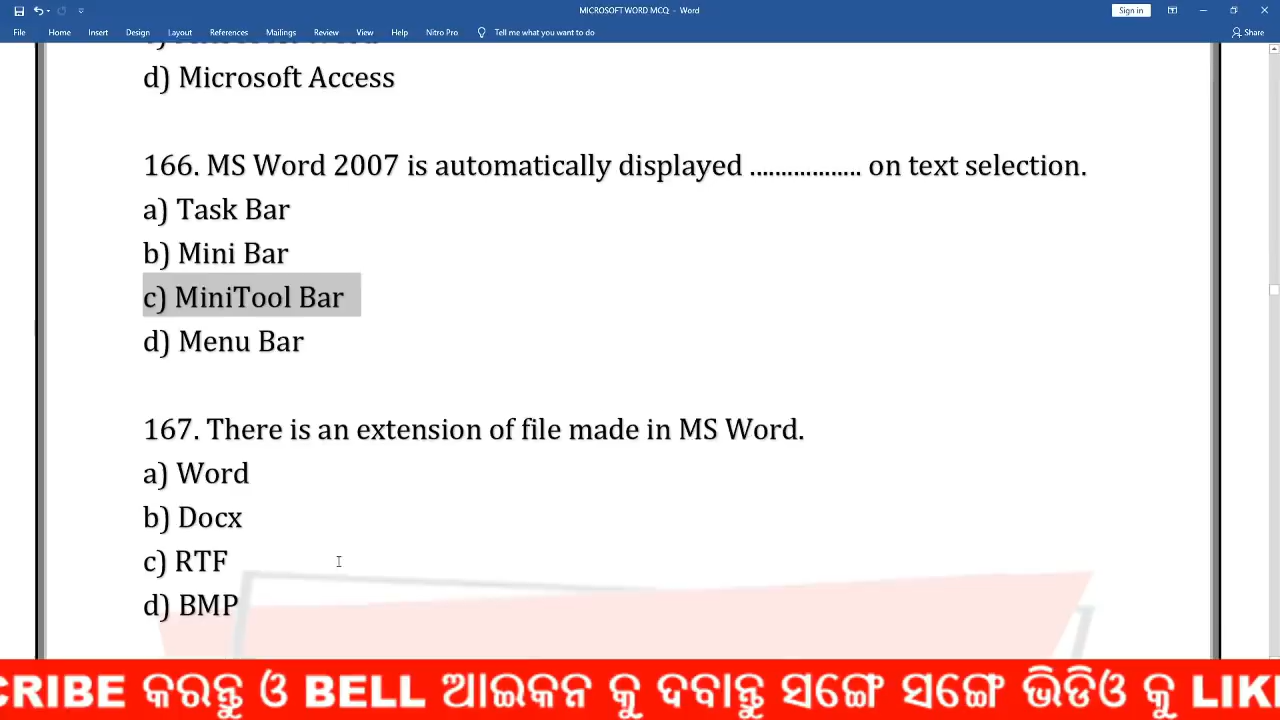 MICROSOFT WORD MCQ - Word
Sign in
File Home Insert Design Layout References Mailings Review View Help Nitro Pro Tell me what you want to do Share
d) Microsoft Access
166. MS Word 2007 is automatically displayed .................. on text selection.
a) Task Bar
b) Mini Bar
c) MiniTool Bar
d) Menu Bar
167. There is an extension of file made in MS Word.
a) Word
b) Docx
c) RTF
d) BMP
CRIBE କରନ୍ତୁ ଓ BELL ଆଇକନ କୁ ଦବାନ୍ତୁ ସଙ୍ଗେ ସଙ୍ଗେ ଭିଡିଓ କୁ LIK